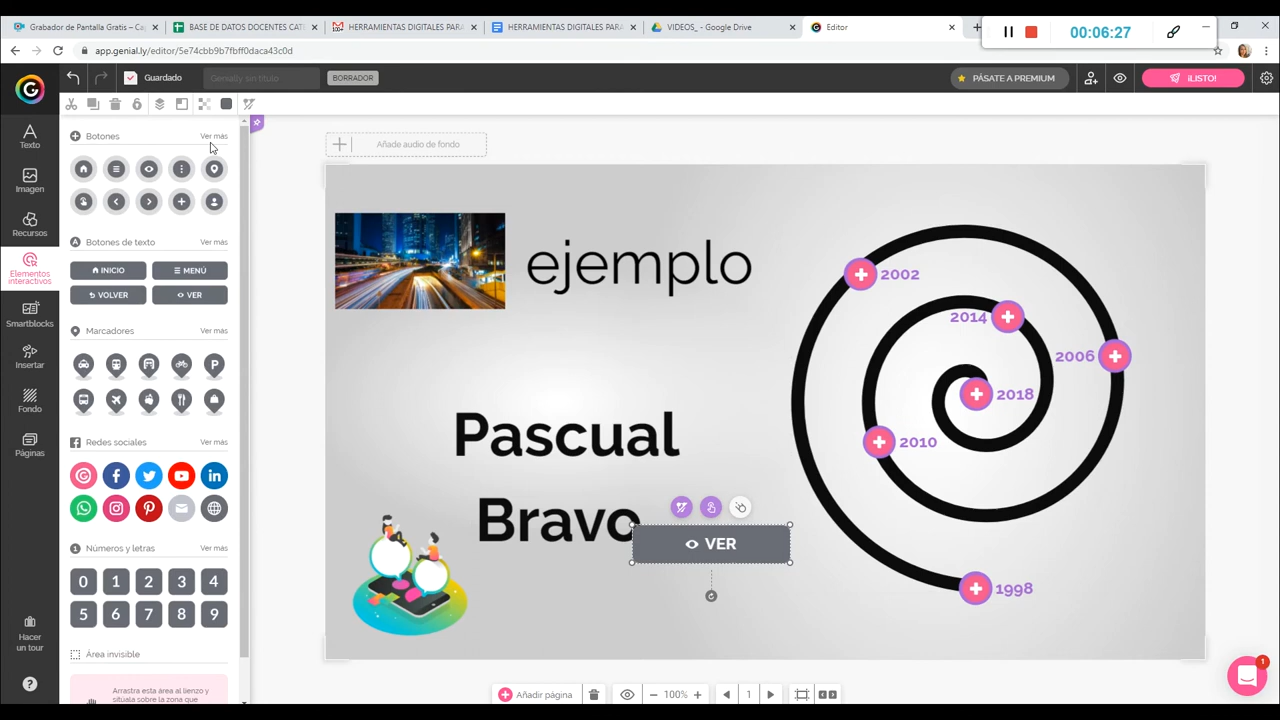 Grabador de Pantalla Gratis – Ca
BASE DE DATOS DOCENTES CATE
HERRAMIENTAS DIGITALES PARA
HERRAMIENTAS DIGITALES PARA
VIDEOS_ - Google Drive
Editor
00:06:27
app.genial.ly/editor/5e74cbb9b7fbff0daca43c0d
Guardado
Genially sin título
BORRADOR
PÁSATE A PREMIUM
¡LISTO!
Texto
Imagen
Recursos
Elementos
interactivos
Smartblocks
Insertar
Fondo
Páginas
Hacer
un tour
Botones
Ver más
Botones de texto
Ver más
INICIO
MENÚ
VOLVER
VER
Marcadores
Ver más
P
Redes sociales
Ver más
Números y letras
Ver más
0 1 2 3 4
5 6 7 8 9
Área invisible
Arrastra esta área al lienzo y
sitúala sobre la zona que
Añade audio de fondo
ejemplo
Pascual
Bravo
VER
2002
2014
2006
2018
2010
1998
Añadir página
100%
1
1